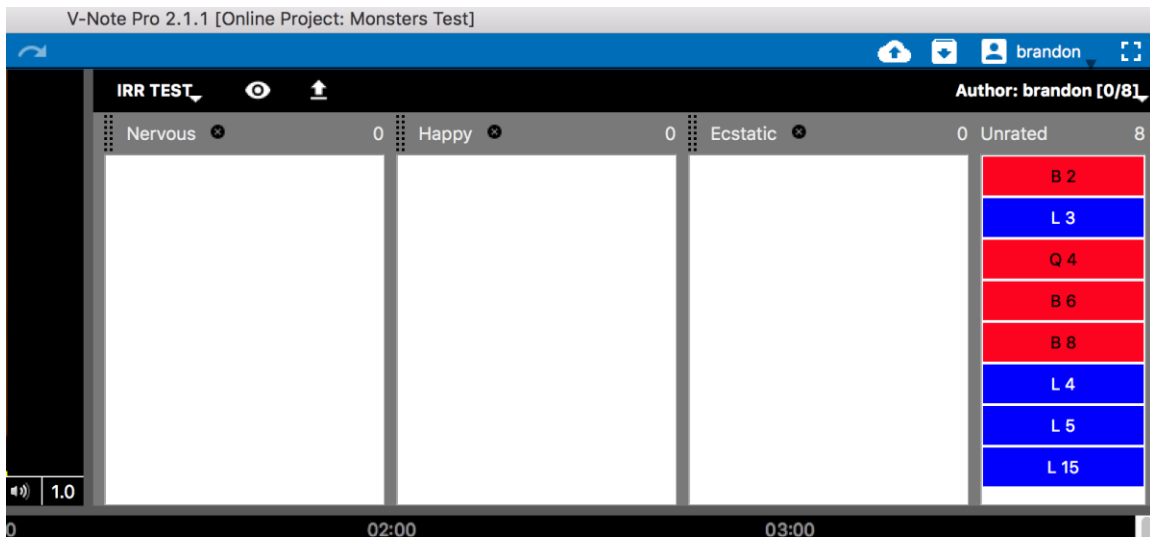 V-Note Pro 2.1.1 [Online Project: Monsters Test]
brandon
IRR TEST
Author: brandon [0/8]
Nervous 0 Happy 0 Ecstatic 0 Unrated 8
B 2
L 3
Q 4
B 6
B 8
L 4
L 5
L 15
1.0
0 02:00 03:00